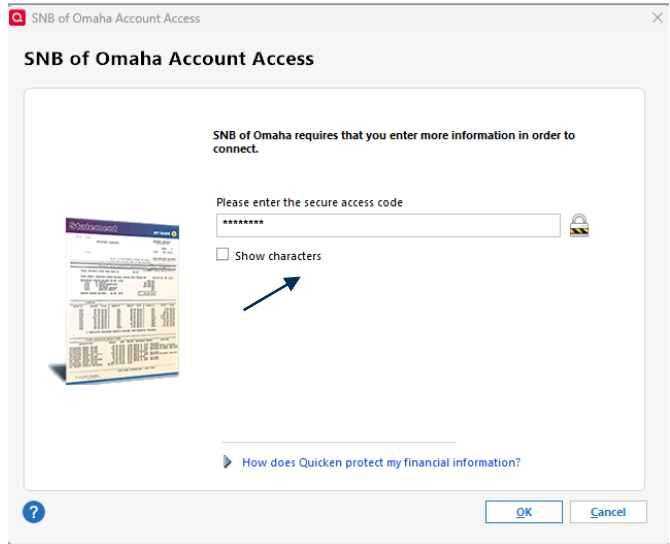 SNB of Omaha Account Access
SNB of Omaha Account Access
SNB of Omaha requires that you enter more information in order to
connect.
Please enter the secure access code
********
Show characters
Statement
MY BANK
How does Quicken protect my financial information?
?
OK
Cancel